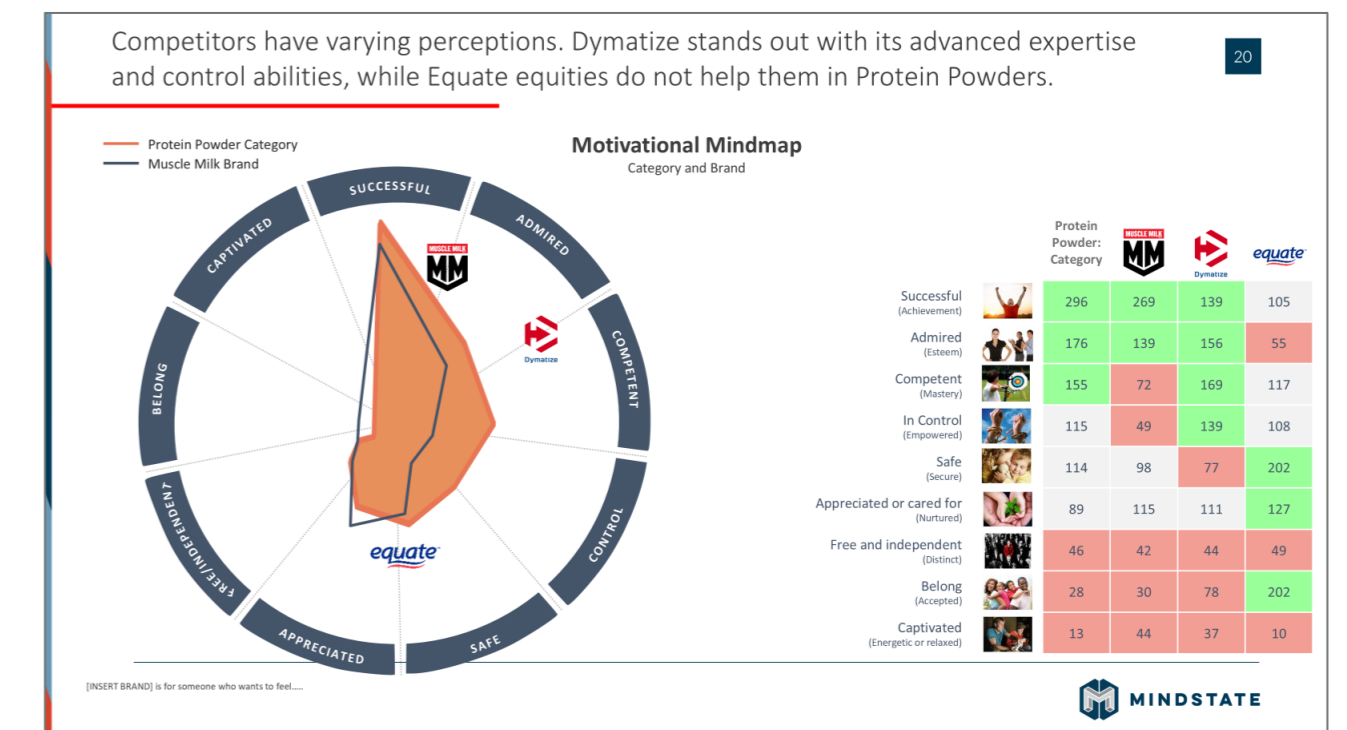 Competitors have varying perceptions. Dymatize stands out with its advanced expertise
and control abilities, while Equate equities do not help them in Protein Powders.
20
Protein Powder Category
Muscle Milk Brand
Motivational Mindmap
Category and Brand
SUCCESSFUL
ADMIRED
COMPETENT
CONTROL
SAFE
APPRECIATED
FREE/INDEPENDENT
BELONG
CAPTIVATED
MUSCLE MILK
MM
Dymatize
equate
Protein
Powder:
Category
MUSCLE MILK
MM
Dymatize
equate
Successful
(Achievement)
296 269 139 105
Admired
(Esteem)
176 139 156 55
Competent
(Mastery)
155 72 169 117
In Control
(Empowered)
115 49 139 108
Safe
(Secure)
114 98 77 202
Appreciated or cared for
(Nurtured)
89 115 111 127
Free and independent
(Distinct)
46 42 44 49
Belong
(Accepted)
28 30 78 202
Captivated
(Energetic or relaxed)
13 44 37 10
[INSERT BRAND] is for someone who wants to feel.....
MINDSTATE